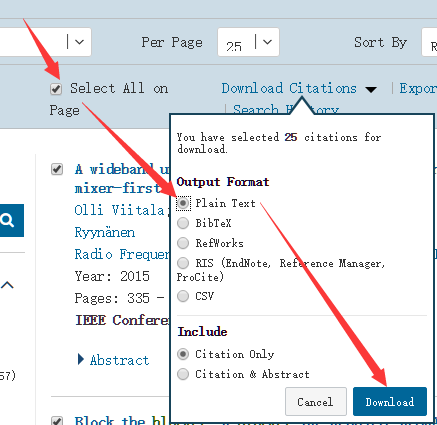 Per Page
25
Sort By
Select All on Page
Download Citations
Expor
Search History
You have selected 25 citations for
download.
Output Format
Plain Text
BibTeX
RefWorks
RIS (EndNote, Reference Manager,
ProCite)
CSV
Include
Citation Only
Citation & Abstract
Cancel
Download
A wideband u
mixer-first
Olli Viitala;
Ryynänen
Radio Frequen
Year: 2015
Pages: 335 -
IEEE Conferen
Abstract
57)
Block the